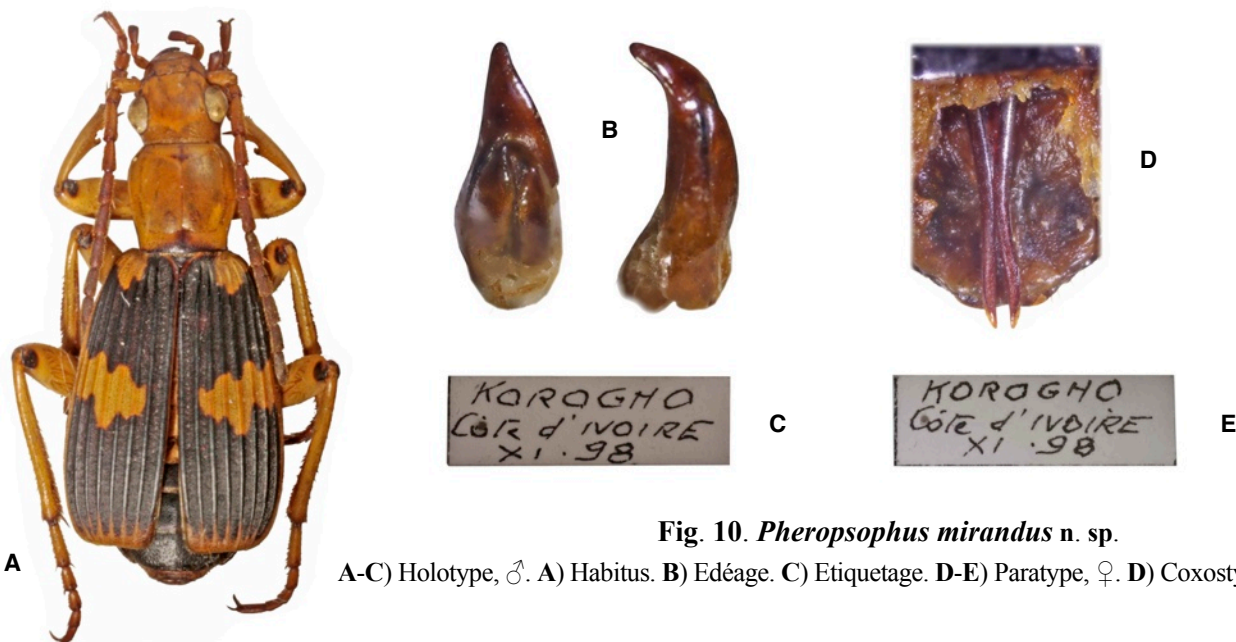 A
B
C
D
E
KOROGHO
Côte d'IVOIRE
XI.98
KOROGHO
Côte d'IVOIRE
XI.98
Fig. 10. Pheropsophus mirandus n. sp.
A-C) Holotype, ♂. A) Habitus. B) Edéage. C) Etiquetage. D-E) Paratype, ♀. D)